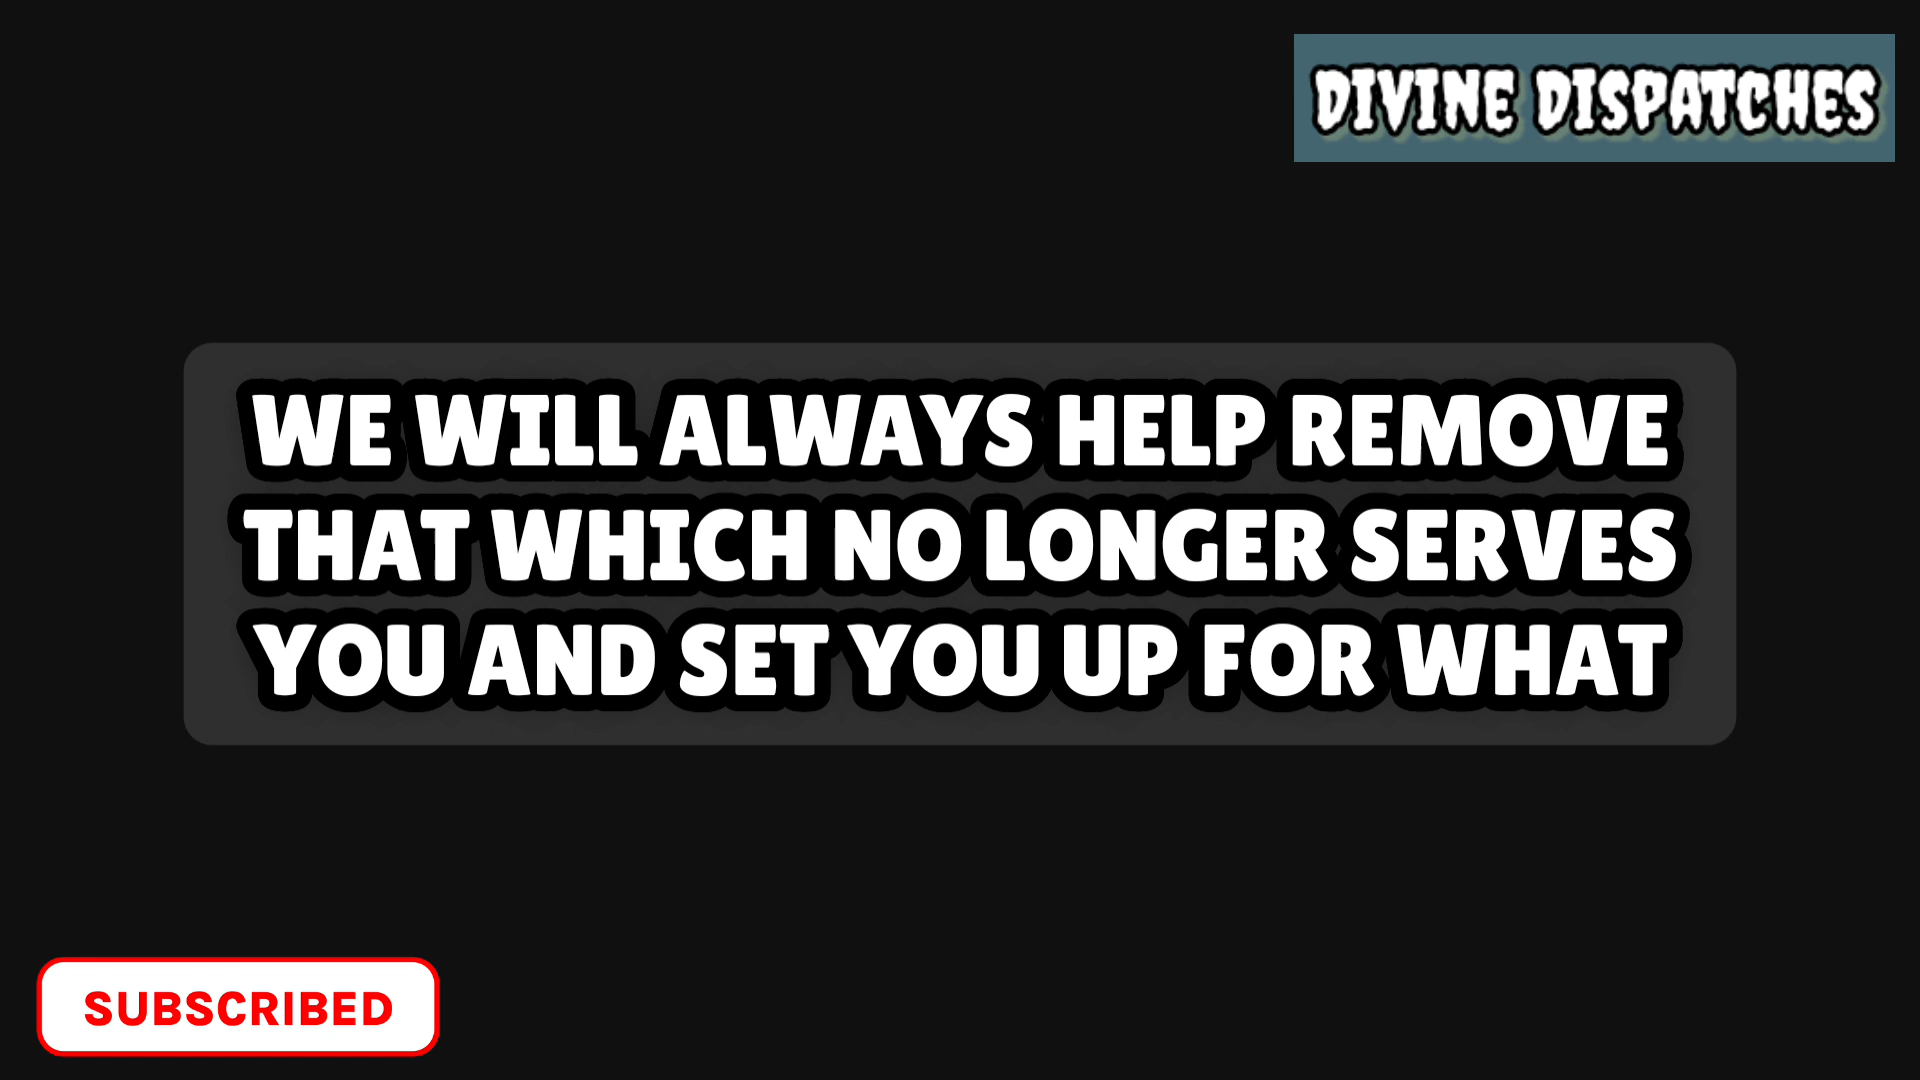 DIVINE DISPATCHES
WE WILL ALWAYS HELP REMOVE
THAT WHICH NO LONGER SERVES
YOU AND SET YOU UP FOR WHAT
SUBSCRIBED